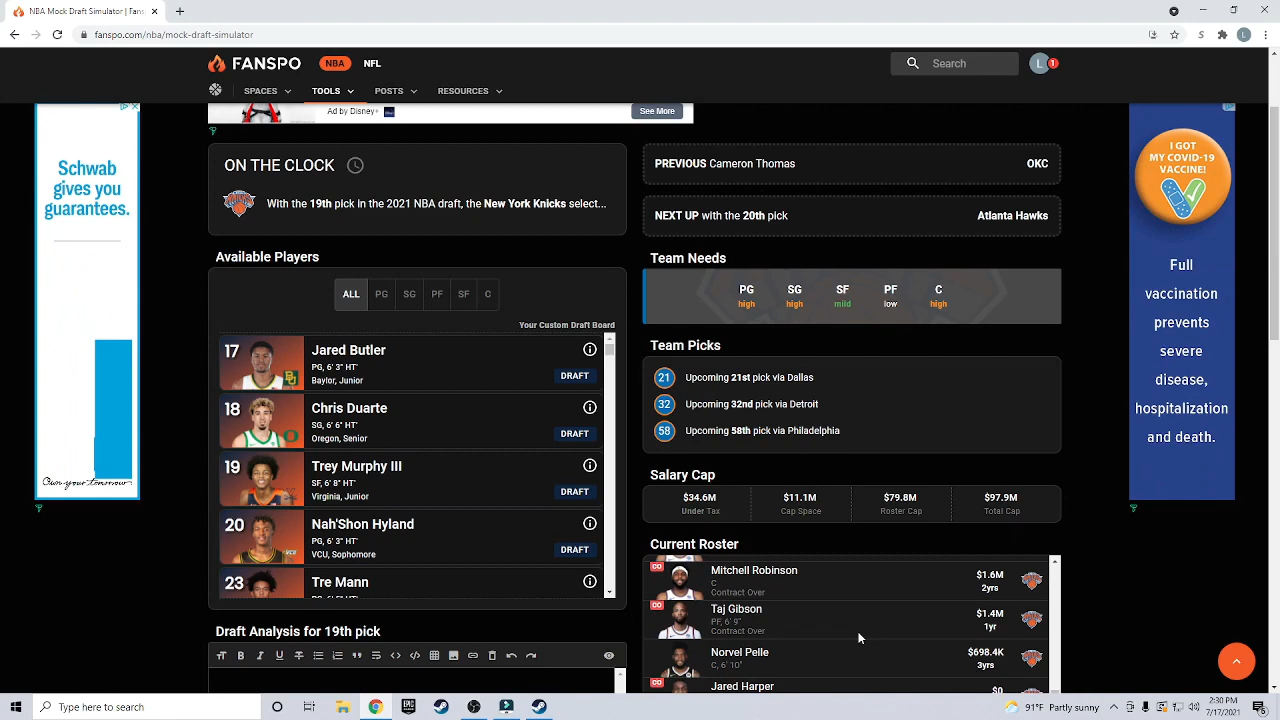 NBA Mock Draft Simulator | Fans
fanspo.com/nba/mock-draft-simulator
L
FANSPO
NBA
NFL
Search
L
1
SPACES
TOOLS
POSTS
RESOURCES
Ad by Disney+
See More
Schwab
gives you
guarantees.
Own your tomorrow
ON THE CLOCK
With the 19th pick in the 2021 NBA draft, the New York Knicks select...
PREVIOUS Cameron Thomas
OKC
NEXT UP with the 20th pick
Atlanta Hawks
Available Players
ALL
PG
SG
PF
SF
C
Your Custom Draft Board
17
Jared Butler
PG, 6' 3" HT'
Baylor, Junior
DRAFT
18
Chris Duarte
SG, 6' 6" HT'
Oregon, Senior
DRAFT
19
Trey Murphy III
SF, 6' 8" HT'
Virginia, Junior
DRAFT
20
Nah'Shon Hyland
PG, 6' 3" HT'
VCU, Sophomore
DRAFT
23
Tre Mann
Draft Analysis for 19th pick
Team Needs
PG
SG
SF
PF
C
high
high
mild
low
high
Team Picks
21
Upcoming 21st pick via Dallas
32
Upcoming 32nd pick via Detroit
58
Upcoming 58th pick via Philadelphia
Salary Cap
$34.6M
$11.1M
$79.8M
$97.9M
Under Tax
Cap Space
Roster Cap
Total Cap
Current Roster
CO
Mitchell Robinson
C
Contract Over
$1.6M
2yrs
CO
Taj Gibson
PF, 6' 9"
Contract Over
$1.4M
1yr
Norvel Pelle
C, 6' 10"
$698.4K
3yrs
CO
Jared Harper
$0
I GOT
MY COVID-19
VACCINE!
Full
vaccination
prevents
severe
disease,
hospitalization
and death.
Type here to search
EPIC
GAMES
91°F Partly sunny
2:30 PM
7/17/2021